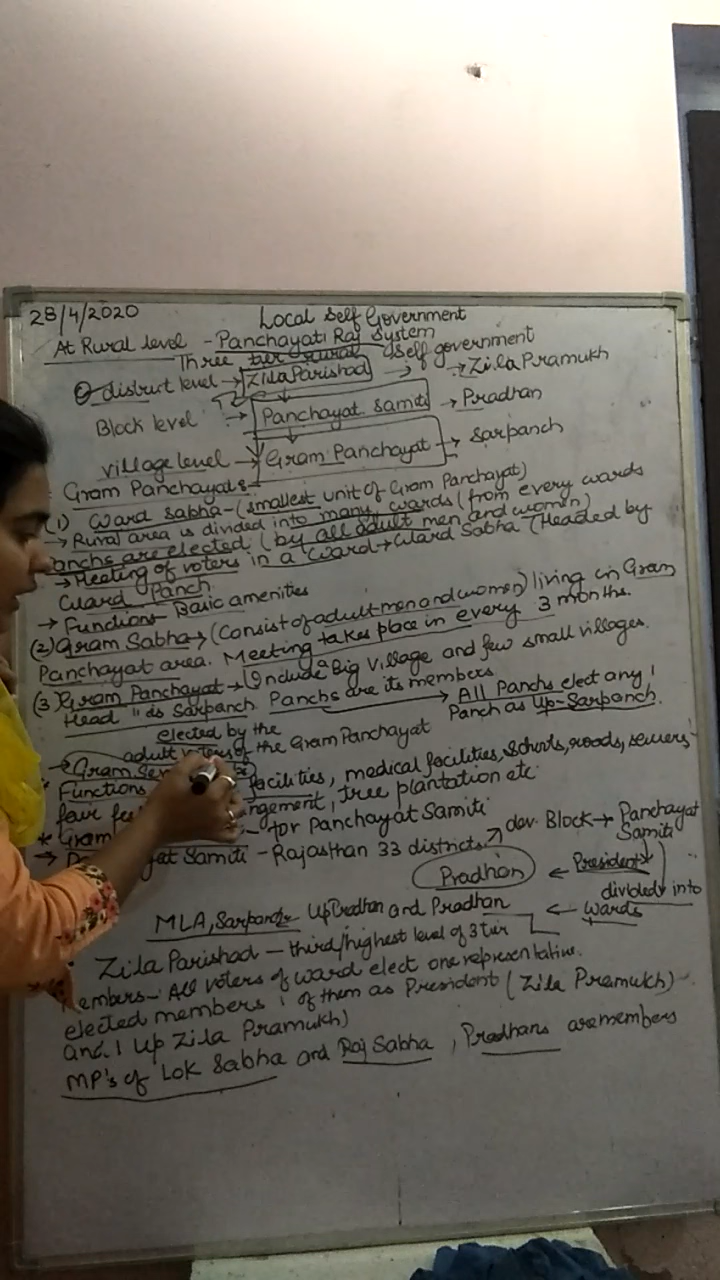 28/4/2020 Local Self Government
At Rural level - Panchayati Raj System
Three tier rural self government
district level → Zila Parishad → Zila Pramukh
Block level → Panchayat Samiti → Pradhan
village level → Gram Panchayat → Sarpanch
Gram Panchayats -
(1) Ward Sabha - (smallest unit of Gram Panchayat)
→ Rural area is divided into many wards (from every wards
Panchs are elected. (by all adult men and women)
→ Meeting of voters in a ward → Ward Sabha (Headed by
Ward Panch
→ Functions Basic amenities
(2) Gram Sabha → (Consist of adult men and women) living in Gram
Panchayat area. Meeting takes place in every 3 months.
(3) Gram Panchayat → (Include Big Village and few small villages.
Head " is Sarpanch Panchs are its members
→ All Panchs elect any 1
Panch as Up-Sarpanch.
elected by the
adult voters of the Gram Panchayat
→ Gram
* Functions facilities, medical facilities, roads, sewers
fair ngement, tree plantation etc.
* Gram for Panchayat Samiti
→ at Samiti - Rajasthan 33 districts → dev. Block → Panchayat
Samiti
Pradhan ← President
divided into
← wards
MLA, Sarpanch UpPradhan and Pradhan
Zila Parishad - third/highest level of 3 tier
embers - All voters of ward elect one representative.
elected members 1 of them as President (Zila Pramukh)
and 1 Up Zila Pramukh)
MP's of Lok Sabha and Raj Sabha, Pradhans are members